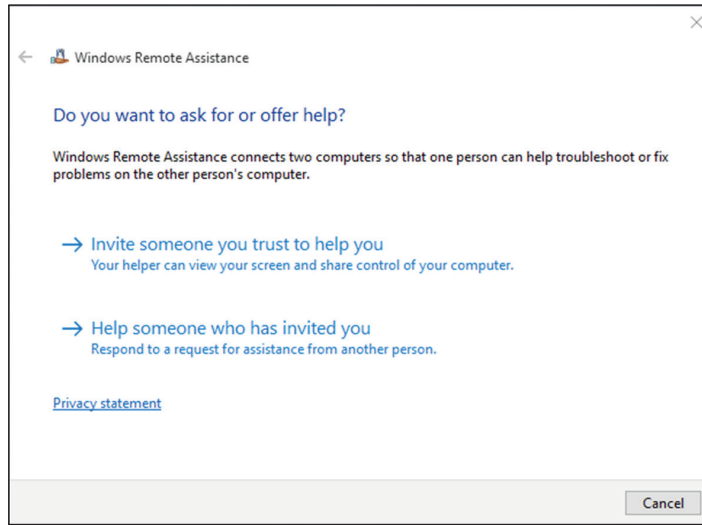 Windows Remote Assistance
Do you want to ask for or offer help?
Windows Remote Assistance connects two computers so that one person can help troubleshoot or fix
problems on the other person's computer.
Invite someone you trust to help you
Your helper can view your screen and share control of your computer.
Help someone who has invited you
Respond to a request for assistance from another person.
Privacy statement
Cancel